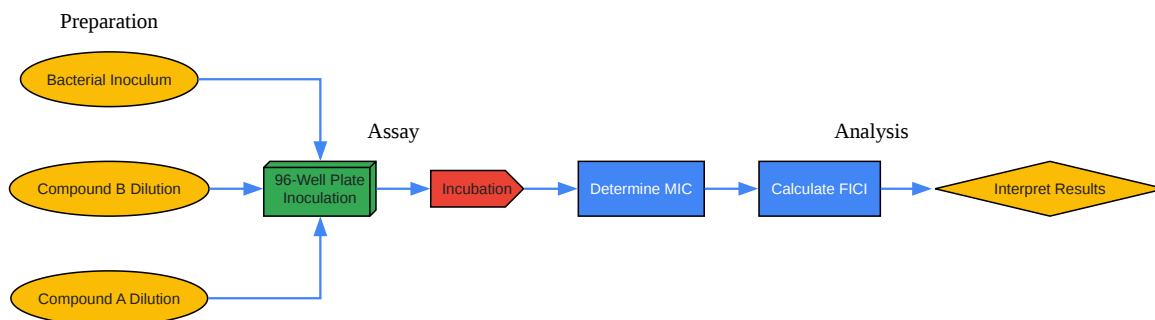 Preparation
Bacterial Inoculum
Assay
Analysis
Compound B Dilution
96-Well Plate
Inoculation
Incubation
Determine MIC
Calculate FICI
Interpret Results
Compound A Dilution